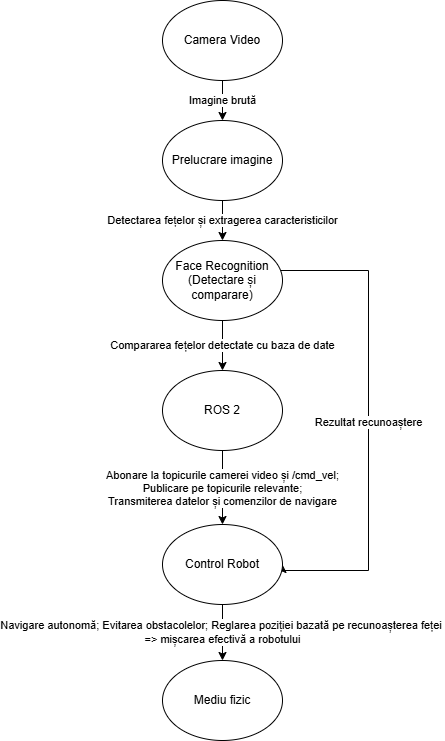 Camera Video
Imagine brută
Prelucrare imagine
Detectarea fețelor și extragerea caracteristicilor
Face Recognition
(Detectare și
comparare)
Compararea fețelor detectate cu baza de date
ROS 2
Rezultat recunoaștere
Abonare la topicurile camerei video și /cmd_vel;
Publicare pe topicurile relevante;
Transmiterea datelor și comenzilor de navigare
Control Robot
Navigare autonomă; Evitarea obstacolelor; Reglarea poziției bazată pe recunoașterea feței
=> mișcarea efectivă a robotului
Mediu fizic